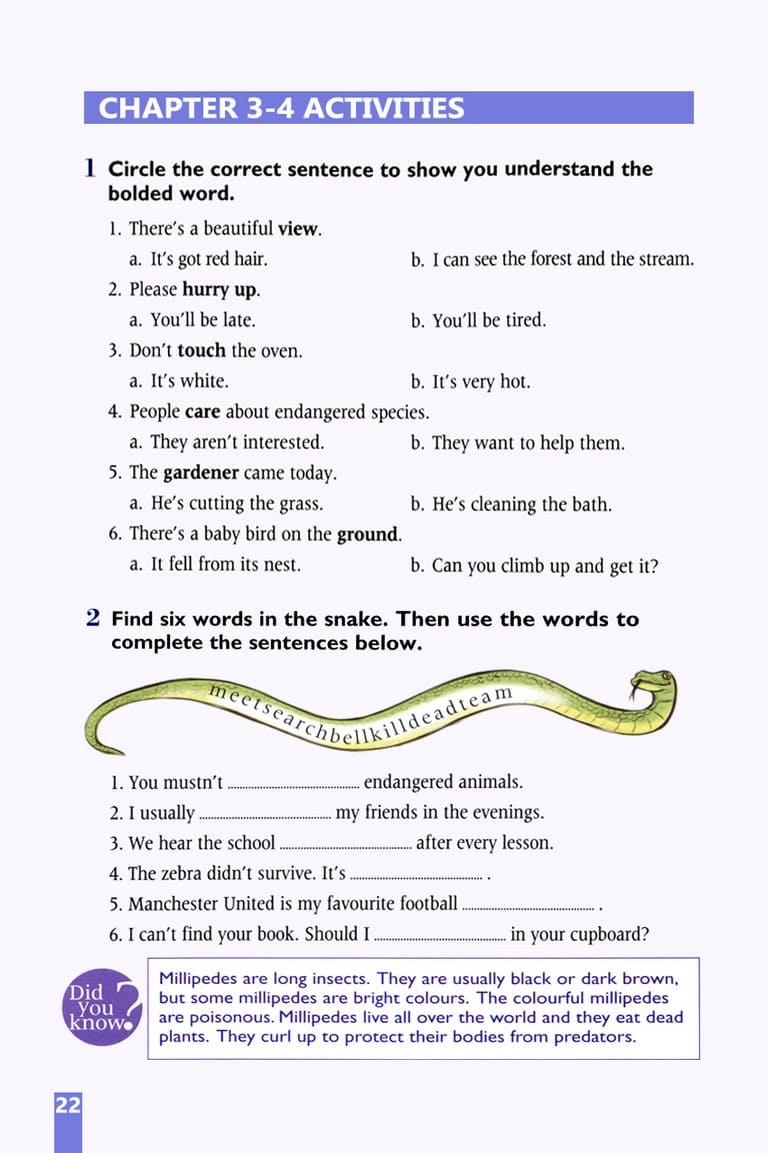 CHAPTER 3-4 ACTIVITIES
1 Circle the correct sentence to show you understand the
bolded word.
1. There's a beautiful view.
a. It's got red hair. b. I can see the forest and the stream.
2. Please hurry up.
a. You'll be late. b. You'll be tired.
3. Don't touch the oven.
a. It's white. b. It's very hot.
4. People care about endangered species.
a. They aren't interested. b. They want to help them.
5. The gardener came today.
a. He's cutting the grass. b. He's cleaning the bath.
6. There's a baby bird on the ground.
a. It fell from its nest. b. Can you climb up and get it?
2 Find six words in the snake. Then use the words to
complete the sentences below.
meetsearchbellkilldeadteam
1. You mustn't ............................................ endangered animals.
2. I usually ............................................ my friends in the evenings.
3. We hear the school ............................................ after every lesson.
4. The zebra didn't survive. It's ............................................ .
5. Manchester United is my favourite football ............................................ .
6. I can't find your book. Should I ............................................ in your cupboard?
Did
you
know?
Millipedes are long insects. They are usually black or dark brown,
but some millipedes are bright colours. The colourful millipedes
are poisonous. Millipedes live all over the world and they eat dead
plants. They curl up to protect their bodies from predators.
22